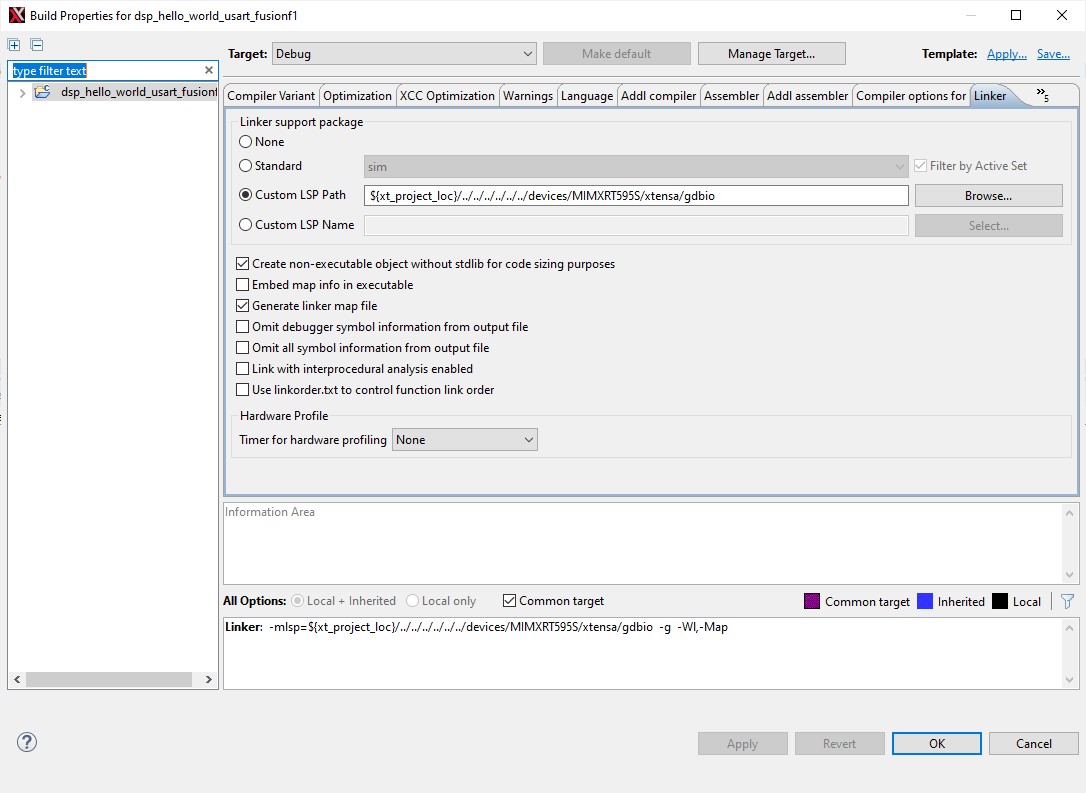 Build Properties for dsp_hello_world_usart_fusionf1
type filter text
dsp_hello_world_usart_fusionf
Target: Debug Make default Manage Target... Template: Apply... Save...
Compiler Variant Optimization XCC Optimization Warnings Language Addl compiler Assembler Addl assembler Compiler options for Linker »5
Linker support package
None
Standard sim Filter by Active Set
Custom LSP Path ${xt_project_loc}/../../../../../../devices/MIMXRT595S/xtensa/gdbio Browse...
Custom LSP Name Select...
Create non-executable object without stdlib for code sizing purposes
Embed map info in executable
Generate linker map file
Omit debugger symbol information from output file
Omit all symbol information from output file
Link with interprocedural analysis enabled
Use linkorder.txt to control function link order
Hardware Profile
Timer for hardware profiling None
Information Area
All Options: Local + Inherited Local only Common target Common target Inherited Local
Linker: -mlsp=${xt_project_loc}/../../../../../../devices/MIMXRT595S/xtensa/gdbio -g -Wl,-Map
Apply Revert OK Cancel